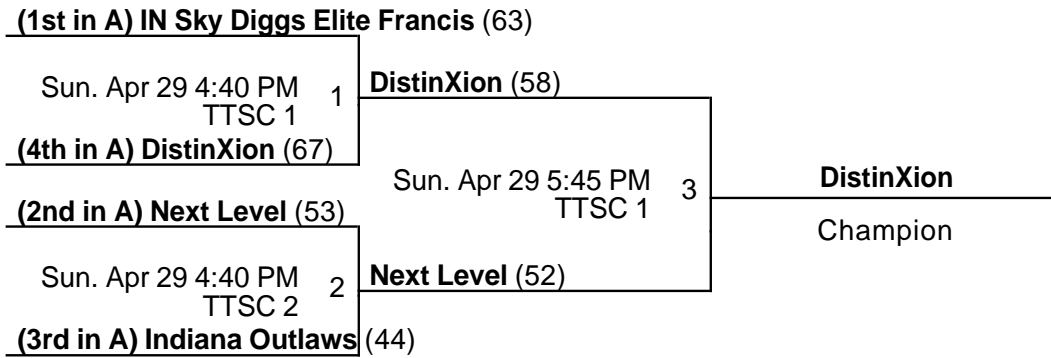 (1st in A) IN Sky Diggs Elite Francis (63)
Sun. Apr 29 4:40 PM
TTSC 1
1
DistinXion (58)
(4th in A) DistinXion (67)
Sun. Apr 29 5:45 PM
TTSC 1
3
DistinXion
Champion
(2nd in A) Next Level (53)
Sun. Apr 29 4:40 PM
TTSC 2
2
Next Level (52)
(3rd in A) Indiana Outlaws (44)